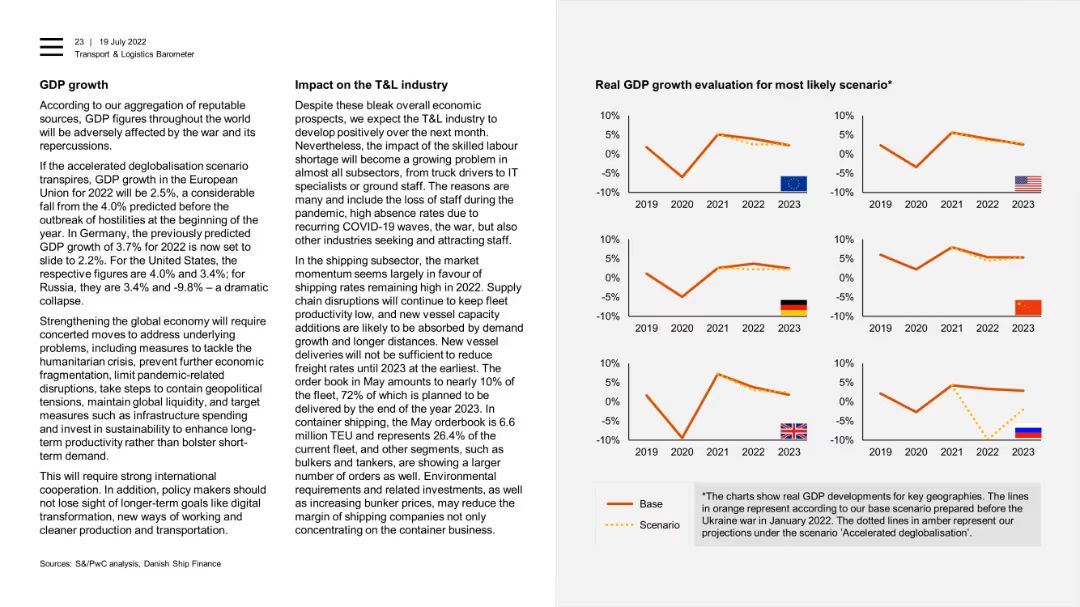 23 | 19 July 2022
Transport & Logistics Barometer
GDP growth
According to our aggregation of reputable
sources, GDP figures throughout the world
will be adversely affected by the war and its
repercussions.
If the accelerated deglobalisation scenario
transpires, GDP growth in the European
Union for 2022 will be 2.5%, a considerable
fall from the 4.0% predicted before the
outbreak of hostilities at the beginning of the
year. In Germany, the previously predicted
GDP growth of 3.7% for 2022 is now set to
slide to 2.2%. For the United States, the
respective figures are 4.0% and 3.4%; for
Russia, they are 3.4% and -9.8% – a dramatic
collapse.
Strengthening the global economy will require
concerted moves to address underlying
problems, including measures to tackle the
humanitarian crisis, prevent further economic
fragmentation, limit pandemic-related
disruptions, take steps to contain geopolitical
tensions, maintain global liquidity, and target
measures such as infrastructure spending
and invest in sustainability to enhance long-
term productivity rather than bolster short-
term demand.
This will require strong international
cooperation. In addition, policy makers should
not lose sight of longer-term goals like digital
transformation, new ways of working and
cleaner production and transportation.
Impact on the T&L industry
Despite these bleak overall economic
prospects, we expect the T&L industry to
develop positively over the next month.
Nevertheless, the impact of the skilled labour
shortage will become a growing problem in
almost all subsectors, from truck drivers to IT
specialists or ground staff. The reasons are
many and include the loss of staff during the
pandemic, high absence rates due to
recurring COVID-19 waves, the war, but also
other industries seeking and attracting staff.
In the shipping subsector, the market
momentum seems largely in favour of
shipping rates remaining high in 2022. Supply
chain disruptions will continue to keep fleet
productivity low, and new vessel capacity
additions are likely to be absorbed by demand
growth and longer distances. New vessel
deliveries will not be sufficient to reduce
freight rates until 2023 at the earliest. The
order book in May amounts to nearly 10% of
the fleet, 72% of which is planned to be
delivered by the end of the year 2023. In
container shipping, the May orderbook is 6.6
million TEU and represents 26.4% of the
current fleet, and other segments, such as
bulkers and tankers, are showing a larger
number of orders as well. Environmental
requirements and related investments, as well
as increasing bunker prices, may reduce the
margin of shipping companies not only
concentrating on the container business.
Sources: S&/PwC analysis, Danish Ship Finance
Real GDP growth evaluation for most likely scenario*
10%
5%
0%
-5%
-10%
2019 2020 2021 2022 2023
10%
5%
0%
-5%
-10%
2019 2020 2021 2022 2023
10%
5%
0%
-5%
-10%
2019 2020 2021 2022 2023
10%
5%
0%
-5%
-10%
2019 2020 2021 2022 2023
10%
5%
0%
-5%
-10%
2019 2020 2021 2022 2023
10%
5%
0%
-5%
-10%
2019 2020 2021 2022 2023
Base
Scenario
*The charts show real GDP developments for key geographies. The lines
in orange represent according to our base scenario prepared before the
Ukraine war in January 2022. The dotted lines in amber represent our
projections under the scenario 'Accelerated deglobalisation'.